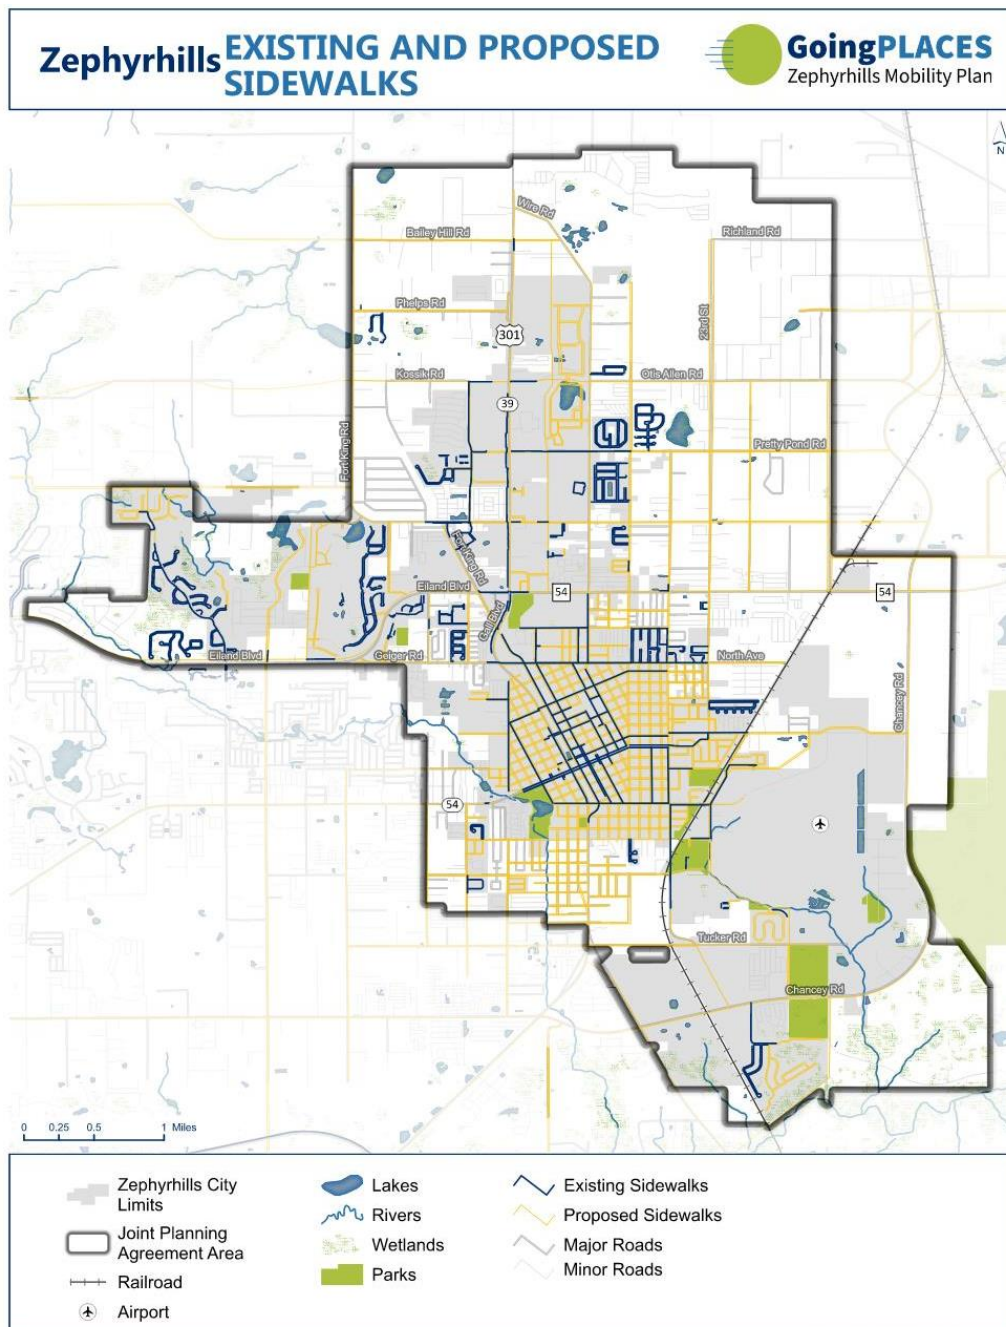 Zephyrhills EXISTING AND PROPOSED
SIDEWALKS
GoingPLACES
Zephyrhills Mobility Plan
N
Wire Rd
Bailey Hill Rd
Richland Rd
Phelps Rd
301
23rd St
Kossik Rd
Otis Allen Rd
39
Fort King Rd
Pretty Pond Rd
Fort King Rd
Eiland Blvd
54
54
Gall Blvd
Eiland Blvd
Geiger Rd
North Ave
Chancey Rd
54
Tucker Rd
Chancey Rd
0 0.25 0.5 1 Miles
Zephyrhills City
Limits
Joint Planning
Agreement Area
Railroad
Airport
Lakes
Rivers
Wetlands
Parks
Existing Sidewalks
Proposed Sidewalks
Major Roads
Minor Roads